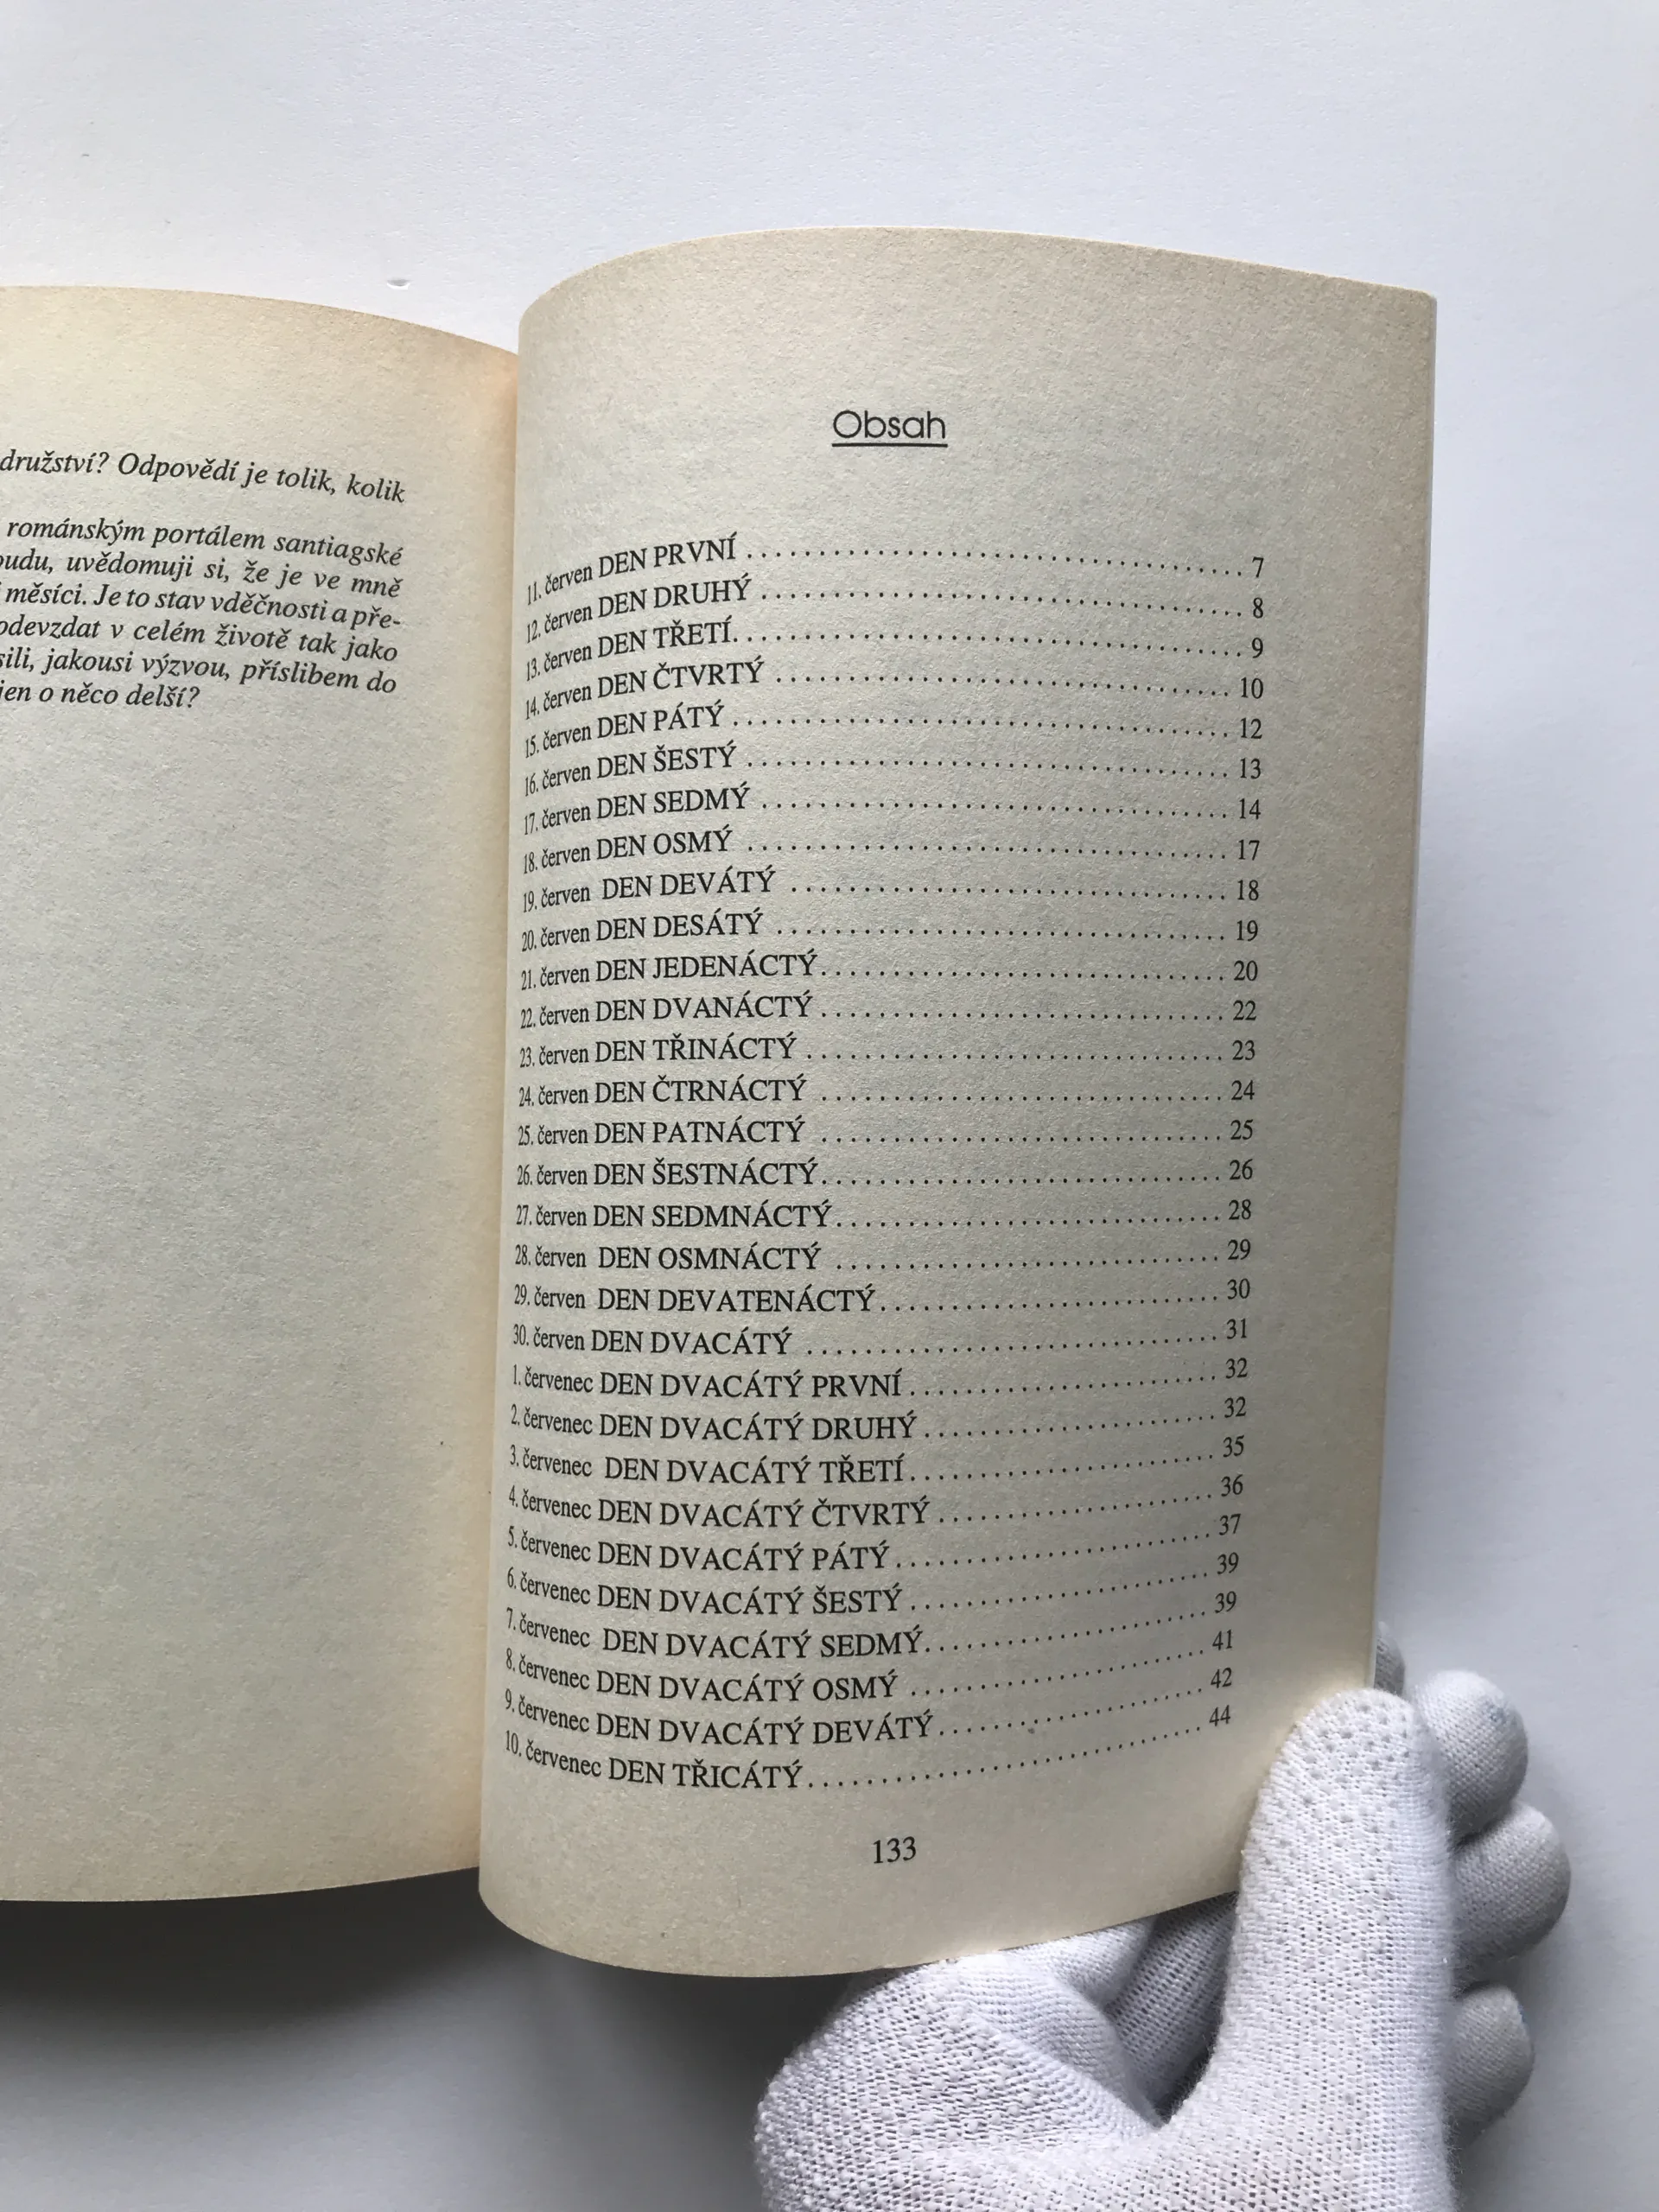 družství? Odpovědí je tolik, kolik
románským portálem santiagské
oudu, uvědomuji si, že je ve mně
měsíci. Je to stav vděčnosti a pře-
odevzdat v celém životě tak jako
sili, jakousi výzvou, příslibem do
jen o něco delší?
Obsah
11. červen DEN PRVNÍ ........................................ 7
12. červen DEN DRUHÝ ........................................ 8
13. červen DEN TŘETÍ........................................ 9
14. červen DEN ČTVRTÝ ........................................ 10
15. červen DEN PÁTÝ ........................................ 12
16. červen DEN ŠESTÝ ........................................ 13
17. červen DEN SEDMÝ ........................................ 14
18. červen DEN OSMÝ ........................................ 17
19. červen DEN DEVÁTÝ ........................................ 18
20. červen DEN DESÁTÝ ........................................ 19
21. červen DEN JEDENÁCTÝ........................................ 20
22. červen DEN DVANÁCTÝ ........................................ 22
23. červen DEN TŘINÁCTÝ ........................................ 23
24. červen DEN ČTRNÁCTÝ ........................................ 24
25. červen DEN PATNÁCTÝ ........................................ 25
26. červen DEN ŠESTNÁCTÝ........................................ 26
27. červen DEN SEDMNÁCTÝ........................................ 28
28. červen DEN OSMNÁCTÝ ........................................ 29
29. červen DEN DEVATENÁCTÝ........................................ 30
30. červen DEN DVACÁTÝ ........................................ 31
1. červenec DEN DVACÁTÝ PRVNÍ ........................................ 32
2. červenec DEN DVACÁTÝ DRUHÝ ........................................ 32
3. červenec DEN DVACÁTÝ TŘETÍ........................................ 35
4. červenec DEN DVACÁTÝ ČTVRTÝ ........................................ 36
5. červenec DEN DVACÁTÝ PÁTÝ ........................................ 37
6. červenec DEN DVACÁTÝ ŠESTÝ ........................................ 39
7. červenec DEN DVACÁTÝ SEDMÝ........................................ 39
8. červenec DEN DVACÁTÝ OSMÝ ........................................ 41
9. červenec DEN DVACÁTÝ DEVÁTÝ........................................ 42
10. červenec DEN TŘICÁTÝ........................................ 44
133